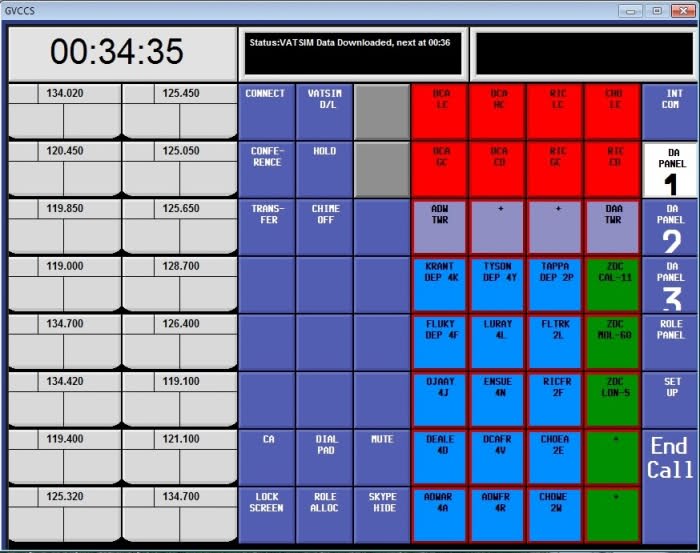 GVCCS
00:34:35
Status:VATSIM Data Downloaded, next at 00:36
134.020 125.450
CONNECT VATSIM DCA DCA RIC CHO INT
D/L LC HC LC LC COM
120.450 125.050
CONFE- HOLD DCA DCA RIC RIC DA
RENCE GC CD GC CD PANEL
1
119.850 125.650
TRANS- CHIME ADW + + DAA DA
FER OFF TWR TWR PANEL
2
119.000 128.700
KRANT TYSON TAPPA ZDC DA
DEP 4K DEP 4Y DEP 2P CAL-11 PANEL
3
134.700 126.400
FLUKY LURAY FLTRK ZDC ROLE
DEP 4F 4L 2L MOL-60 PANEL
134.420 119.100
OJAAY ENSUE RICFR ZDC SET
4J 4N 2F LDN-5 UP
119.400 121.100
CA DIAL MUTE DEALE DCAFR CHOEA + End
PAD 4D 4V 2E Call
125.320 134.700
LOCK ROLE SKYPE ADWAR ADWFR CHOWE +
SCREEN ALLOC HIDE 4A 4R 2W